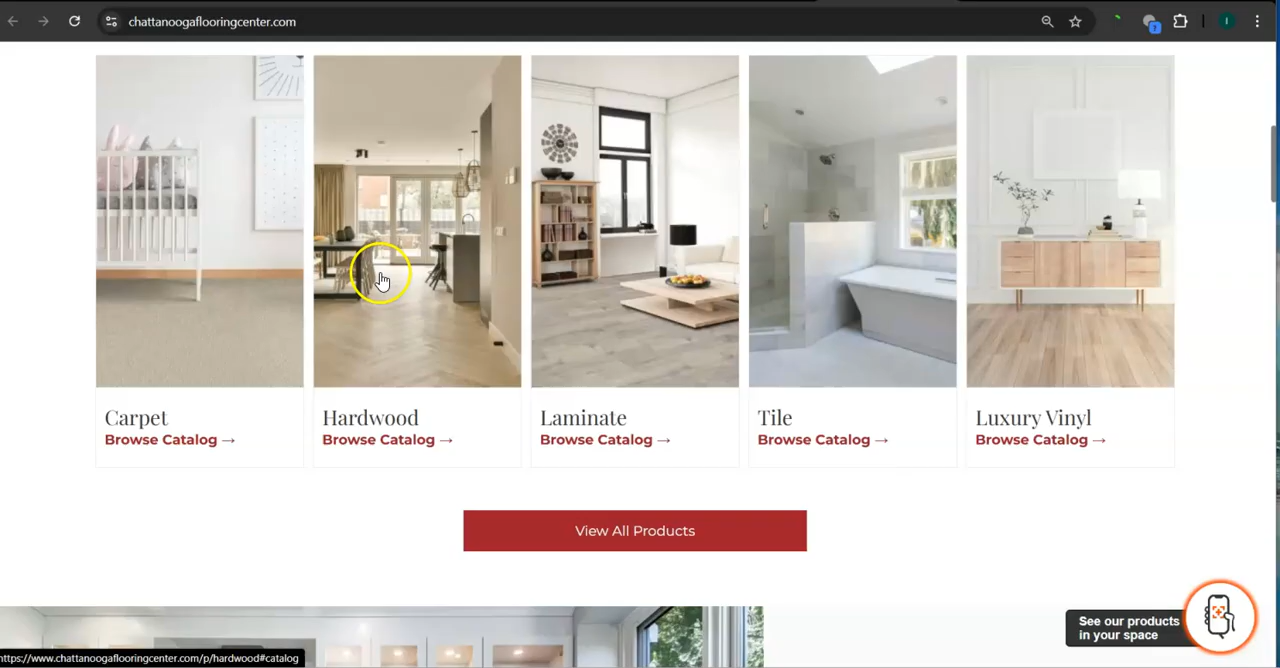 chattanoogaflooringcenter.com
Carpet
Browse Catalog →
Hardwood
Browse Catalog →
Laminate
Browse Catalog →
Tile
Browse Catalog →
Luxury Vinyl
Browse Catalog →
View All Products
See our products
in your space
https://www.chattanoogaflooringcenter.com/p/hardwood#catalog